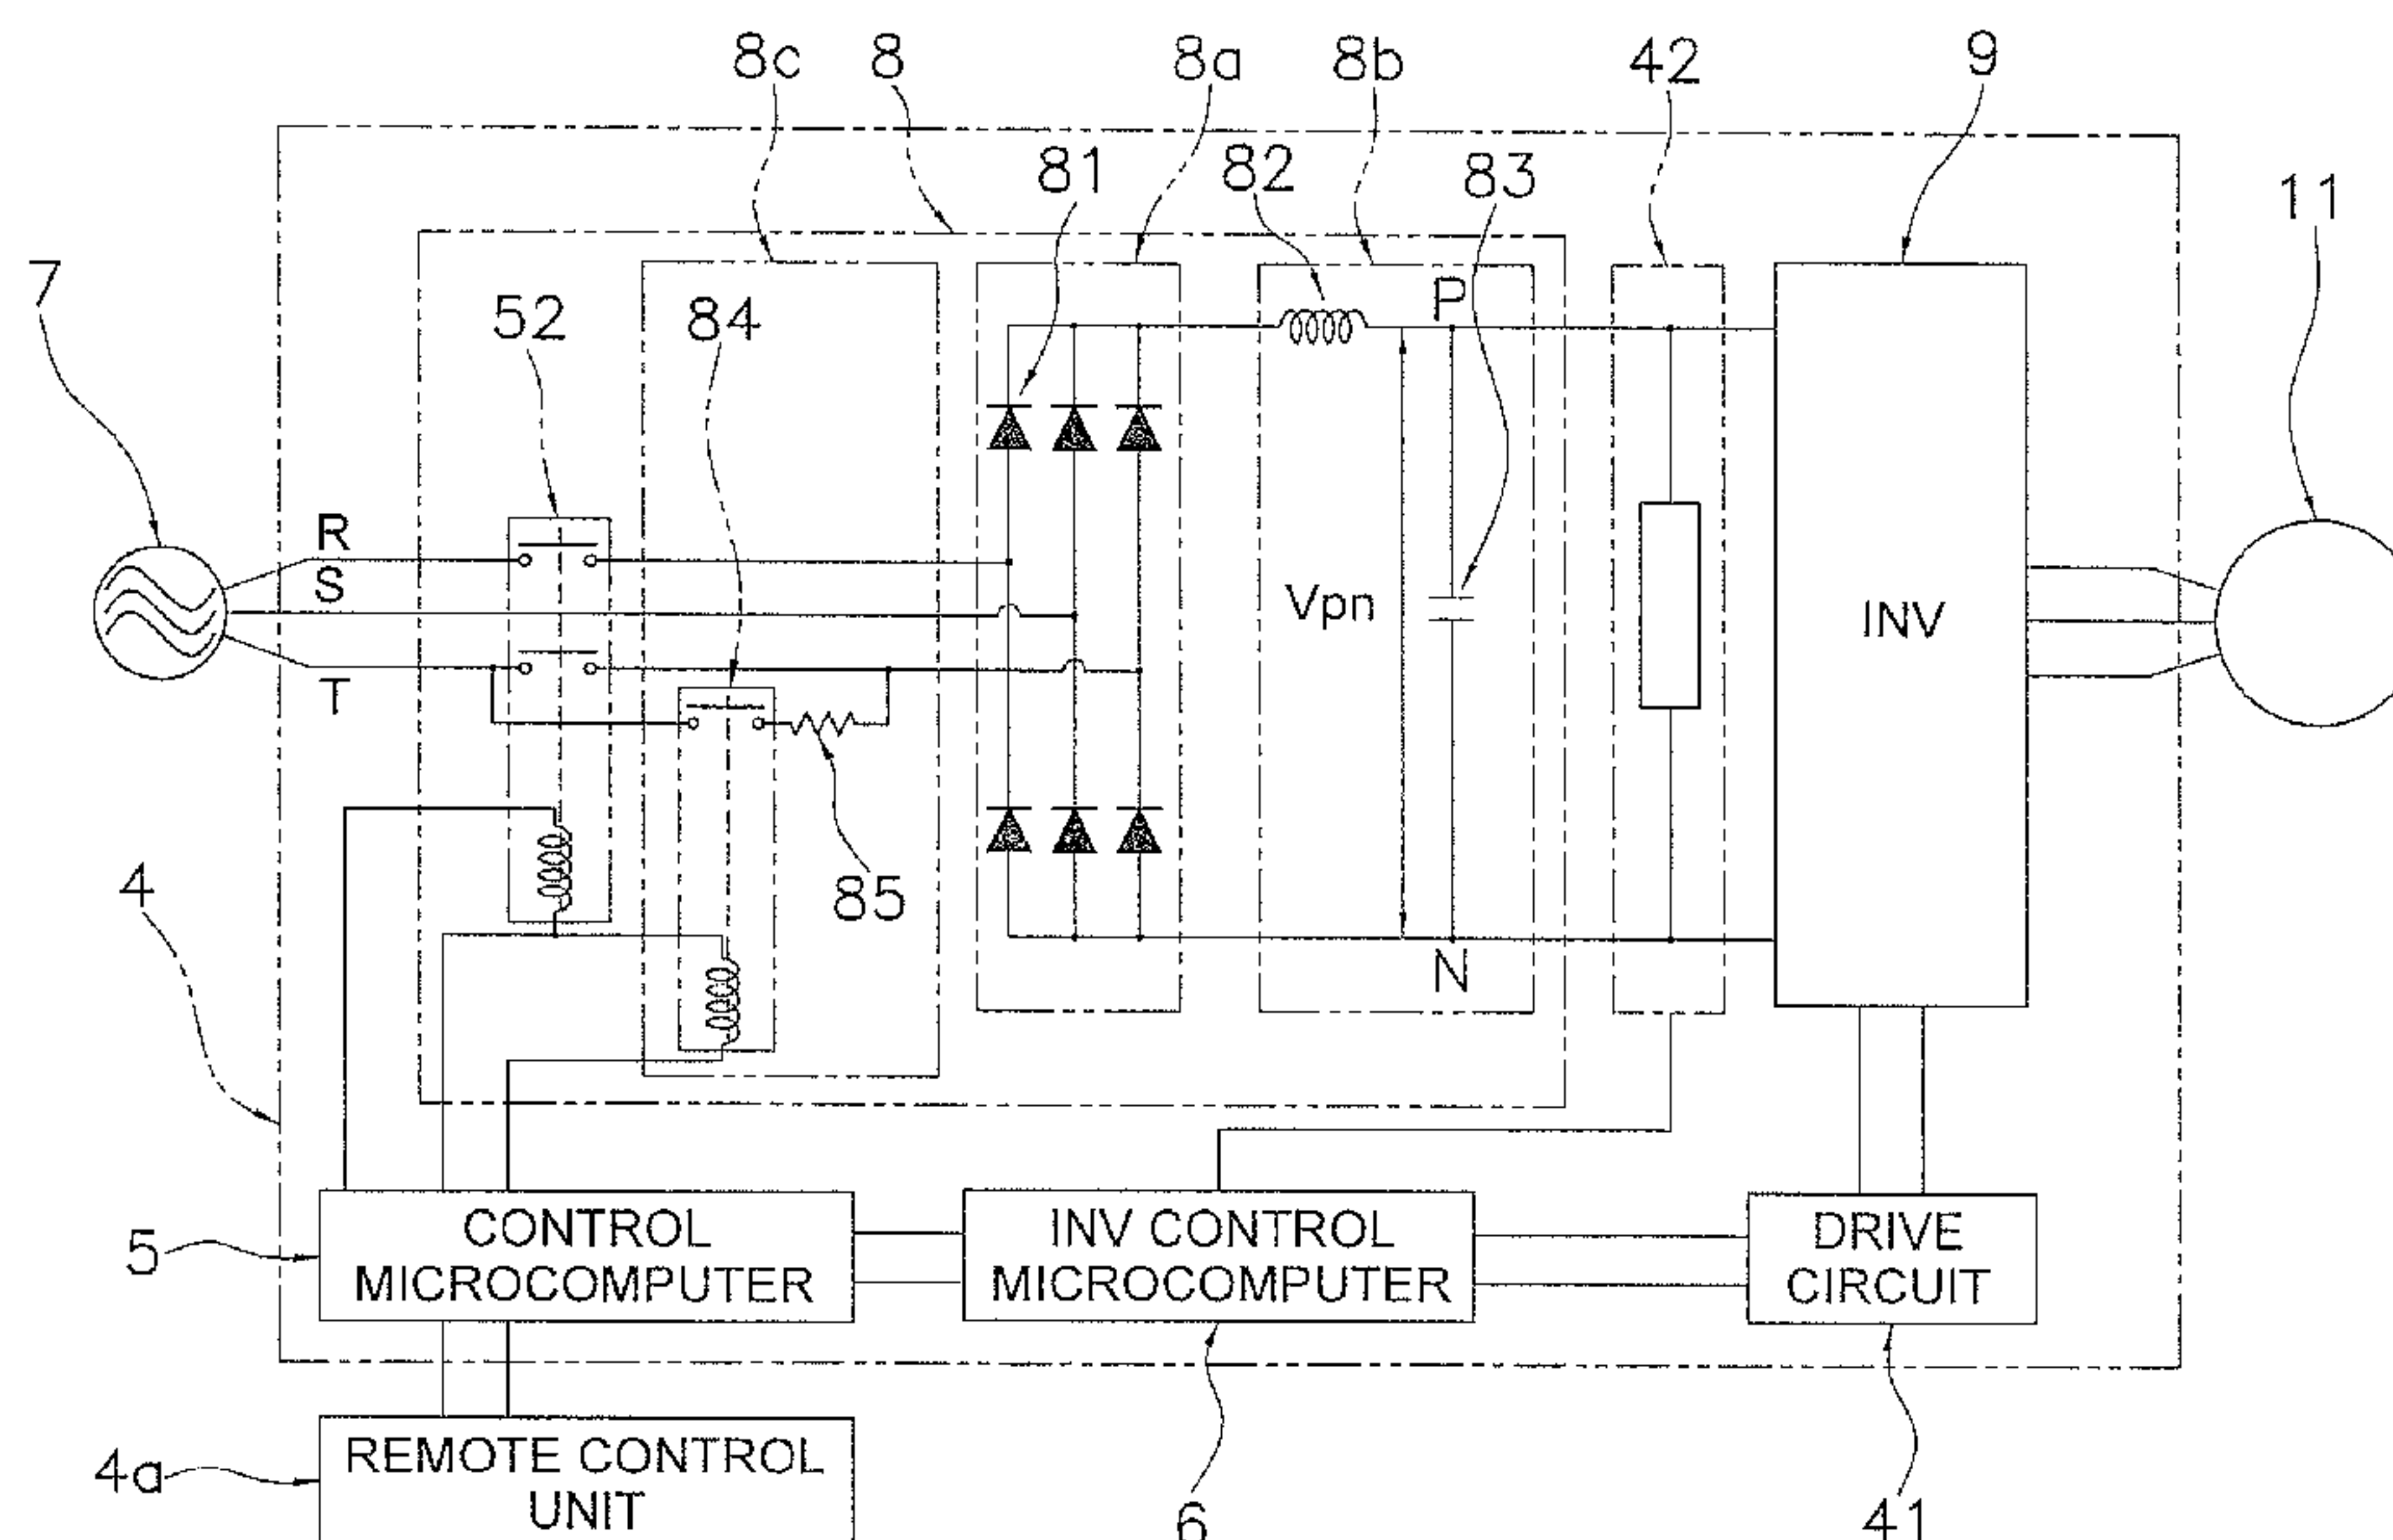 8c
8
8a
8b
42
9
81
82
83
11
7
52
84
P
R
S
T
Vpn
INV
85
4
N
5
CONTROL
MICROCOMPUTER
INV CONTROL
MICROCOMPUTER
DRIVE
CIRCUIT
4a
REMOTE CONTROL
UNIT
6
41